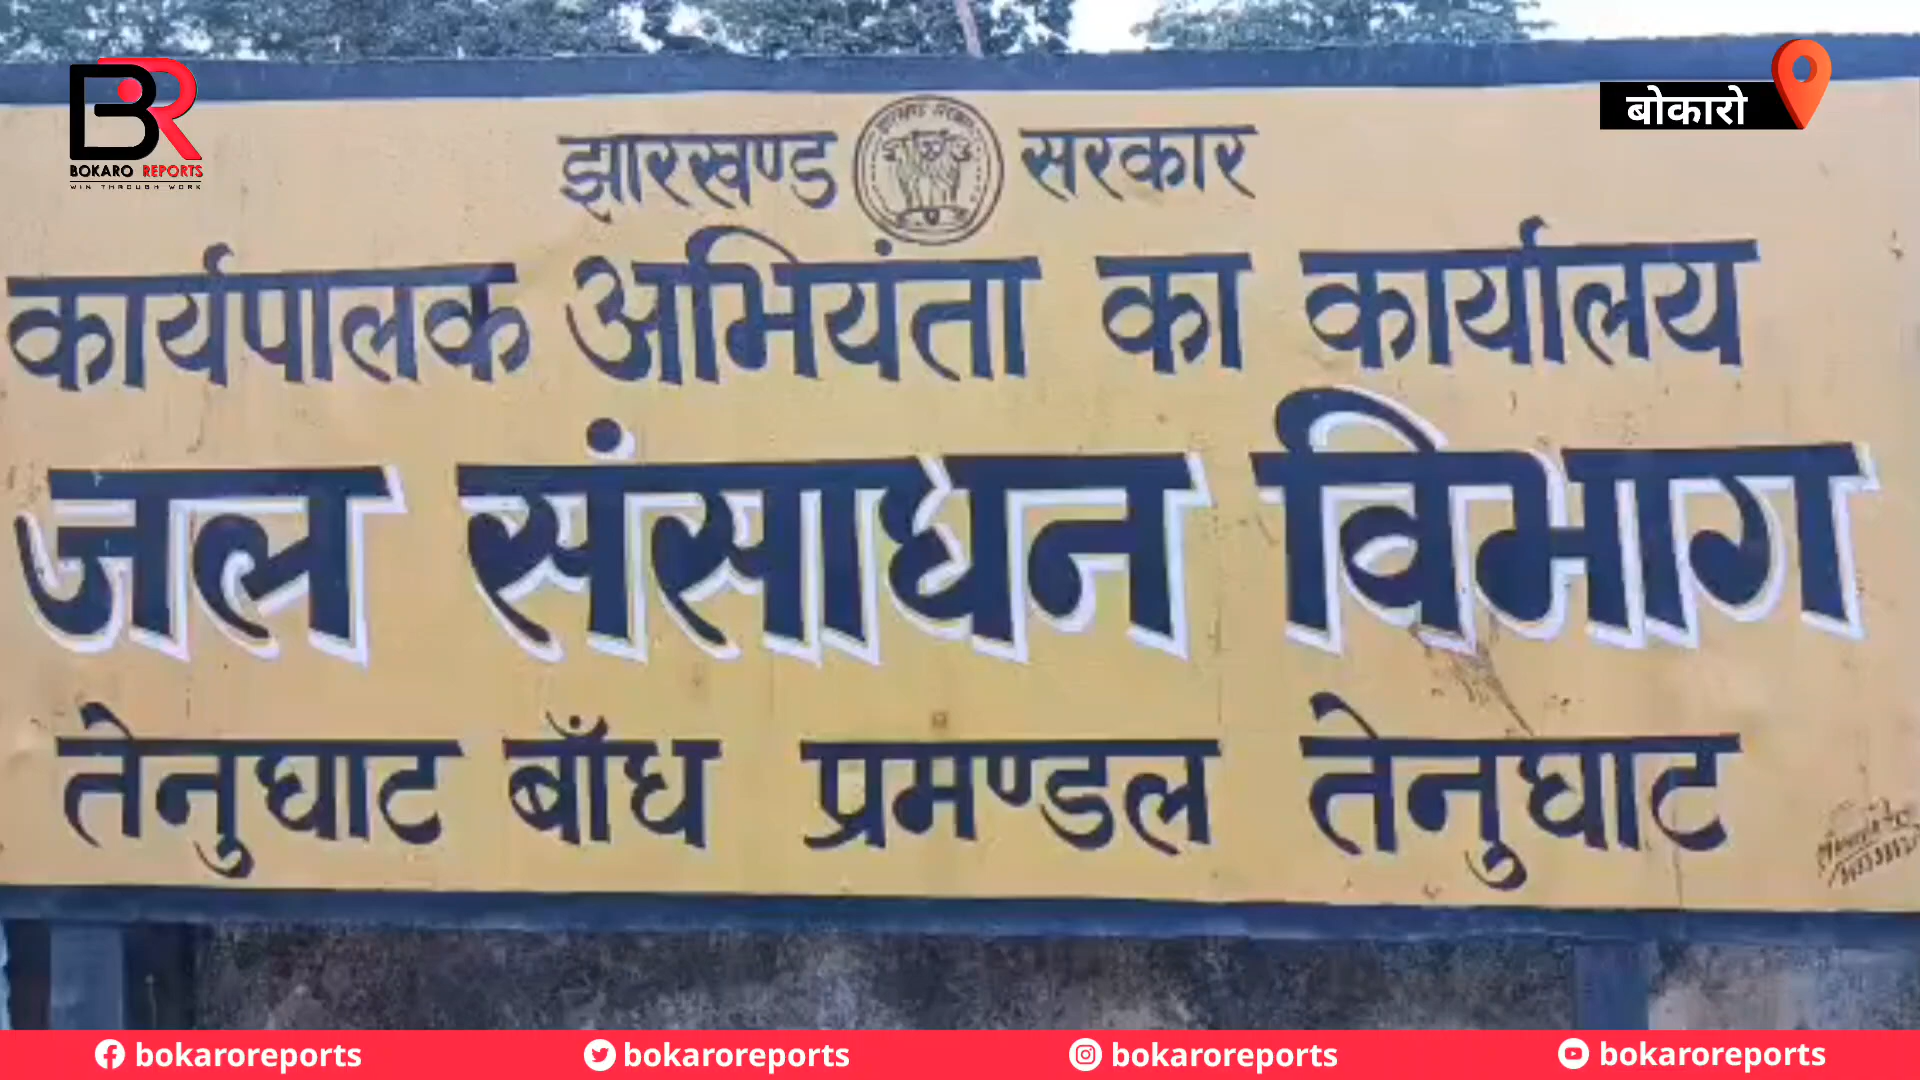 BR
BOKARO REPORTS
WIN THROUGH WORK
बोकारो
झारखण्ड सरकार
कार्यपालक अभियंता का कार्यालय
जल संसाधन विभाग
तेनुघाट बाँध प्रमण्डल तेनुघाट
bokaroreports bokaroreports bokaroreports bokaroreports